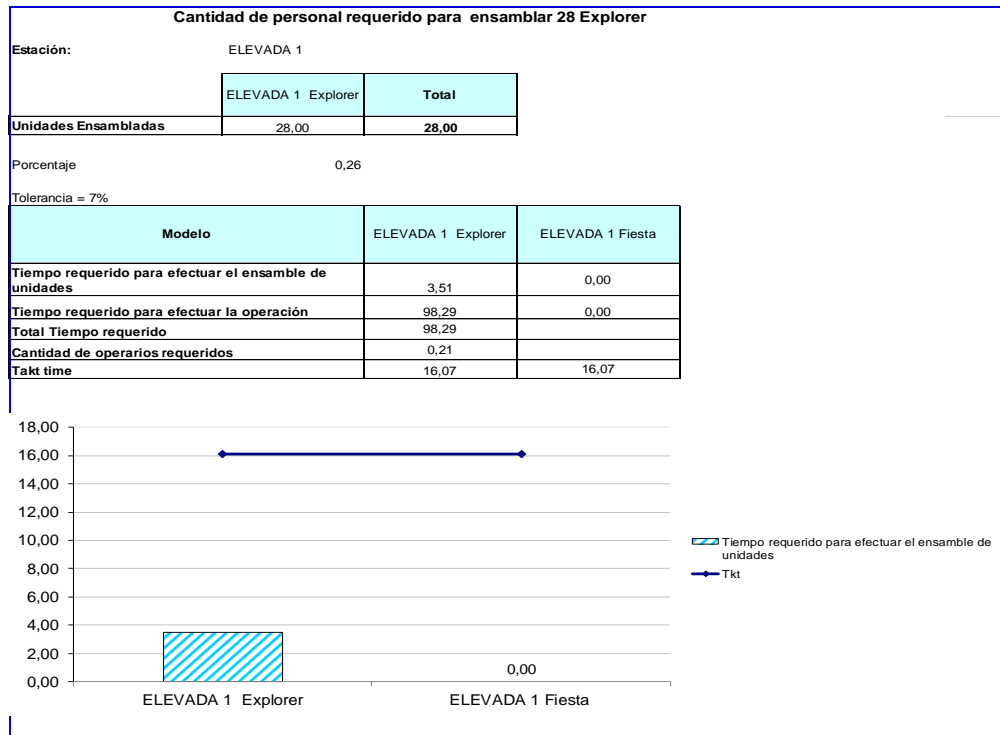 Cantidad de personal requerido para ensamblar 28 Explorer
Estación: ELEVADA 1
ELEVADA 1 Explorer Total
Unidades Ensambladas 28,00 28,00
Porcentaje 0,26
Tolerancia = 7%
Modelo ELEVADA 1 Explorer ELEVADA 1 Fiesta
Tiempo requerido para efectuar el ensamble de
unidades 3,51 0,00
Tiempo requerido para efectuar la operación 98,29 0,00
Total Tiempo requerido 98,29
Cantidad de operarios requeridos 0,21
Takt time 16,07 16,07
18,00
16,00
14,00
12,00
10,00
8,00
6,00
4,00
2,00
0,00
0,00
ELEVADA 1 Explorer ELEVADA 1 Fiesta
Tiempo requerido para efectuar el ensamble de
unidades
Tkt